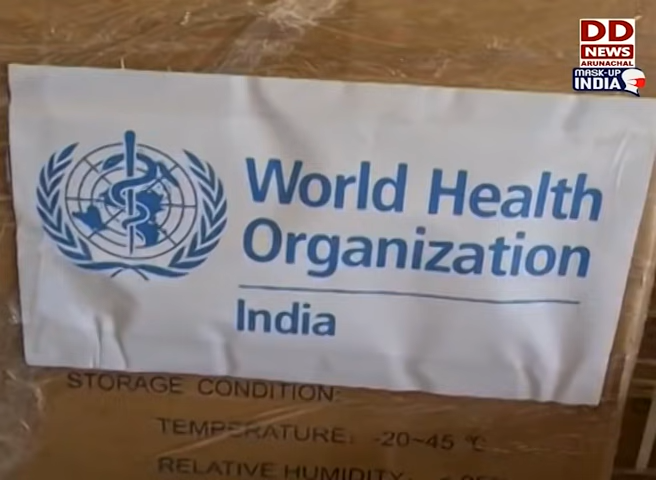 DD
NEWS
ARUNACHAL
MASK-UP
INDIA
World Health
Organization
India
STORAGE CONDITION:
TEMPERATURE: -20~45 ℃
RELATIVE HUMIDITY: